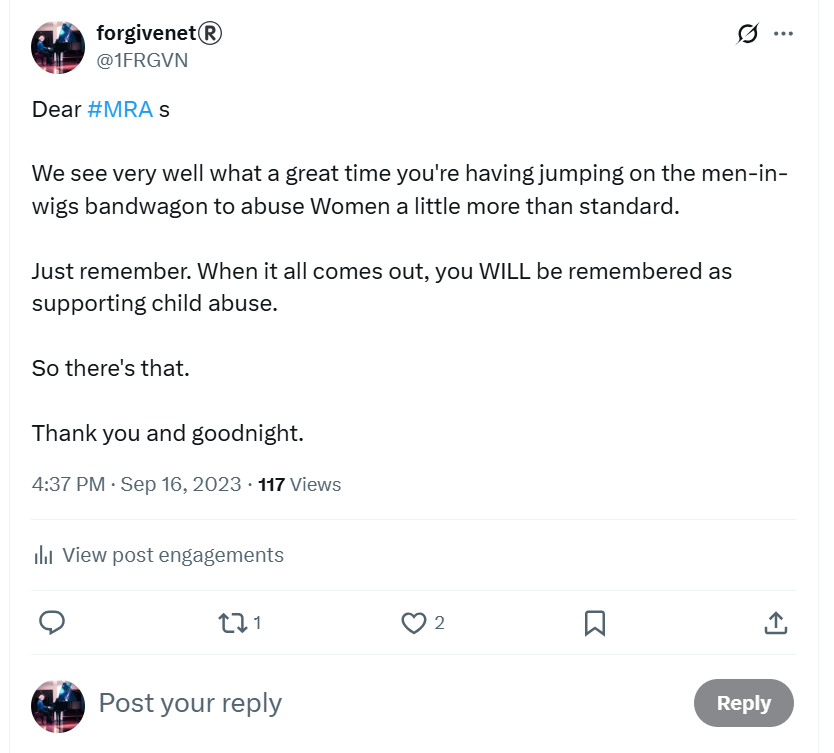 forgivenet®
@1FRGVN
Dear #MRA s
We see very well what a great time you're having jumping on the men-in-
wigs bandwagon to abuse Women a little more than standard.
Just remember. When it all comes out, you WILL be remembered as
supporting child abuse.
So there's that.
Thank you and goodnight.
4:37 PM · Sep 16, 2023 · 117 Views
View post engagements
1 2
Post your reply Reply